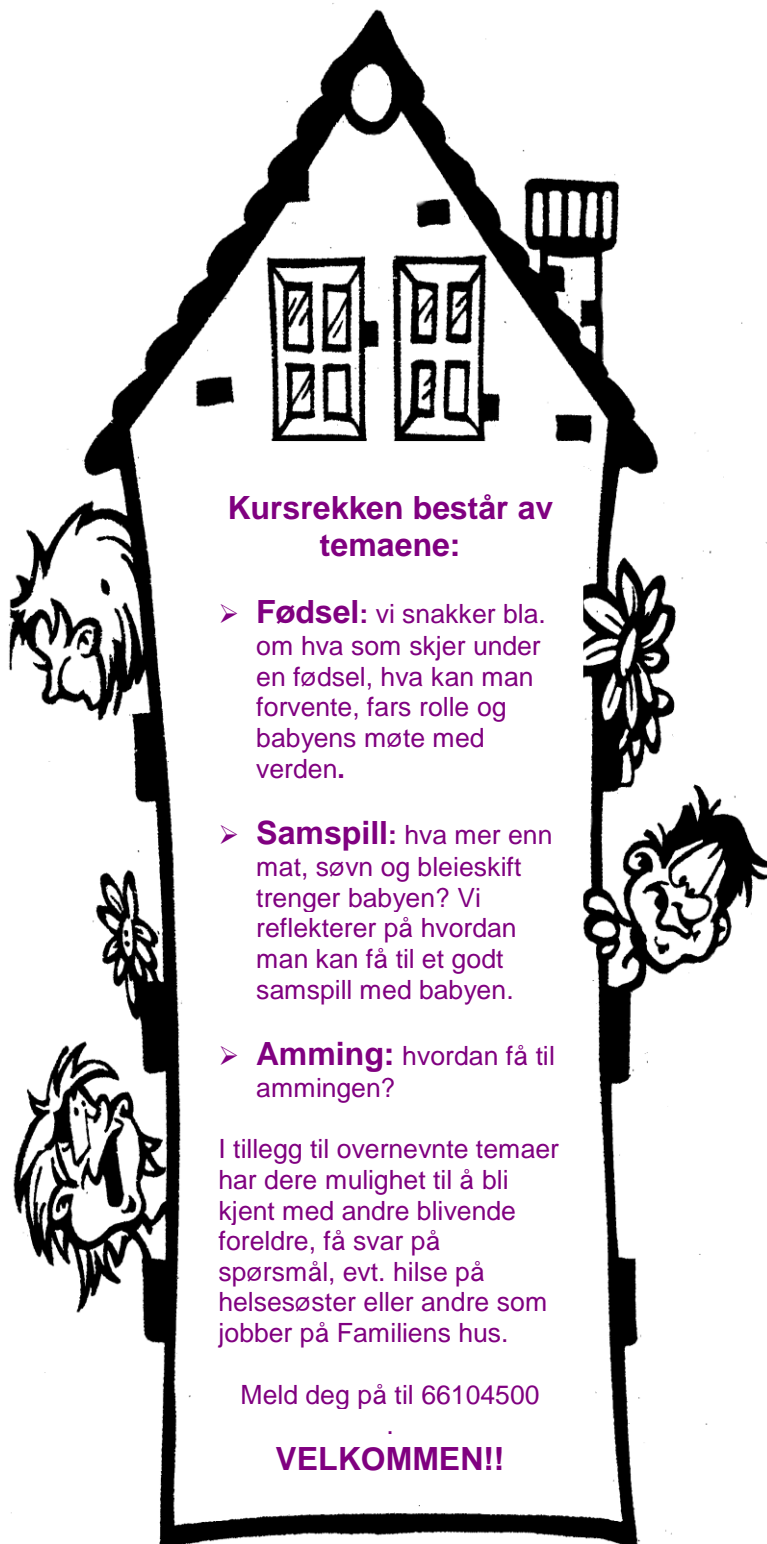 Kursrekken består av
temaene:
➢ Fødsel: vi snakker bla.
om hva som skjer under
en fødsel, hva kan man
forvente, fars rolle og
babyens møte med
verden.
➢ Samspill: hva mer enn
mat, søvn og bleieskift
trenger babyen? Vi
reflekterer på hvordan
man kan få til et godt
samspill med babyen.
➢ Amming: hvordan få til
ammingen?
I tillegg til overnevnte temaer
har dere mulighet til å bli
kjent med andre blivende
foreldre, få svar på
spørsmål, evt. hilse på
helsesøster eller andre som
jobber på Familiens hus.
Meld deg på til 66104500
.
VELKOMMEN!!